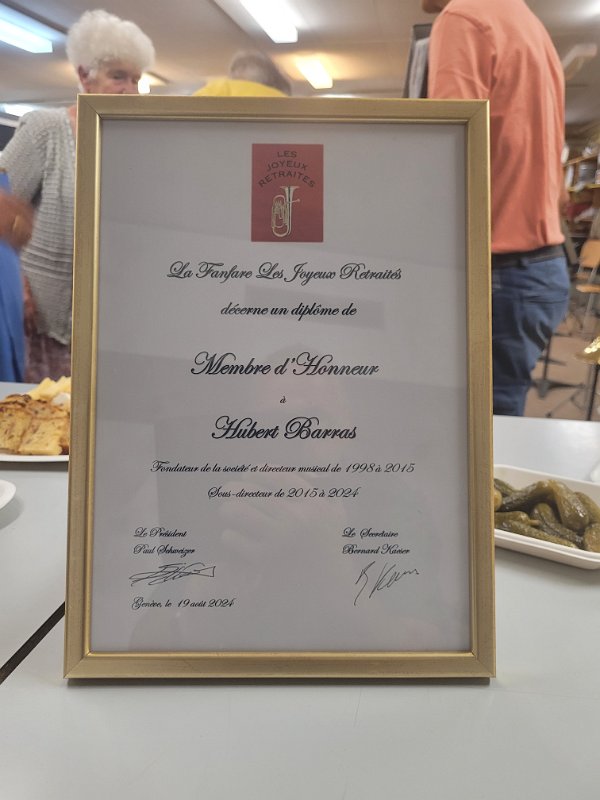 LES
JOYEUX
RETRAITÉS
La Fanfare Les Joyeux Retraités
décerne un diplôme de
Membre d'Honneur
à
Hubert Barras
Fondateur de la société et directeur musical de 1998 à 2015
Sous-directeur de 2015 à 2024
Le Président Le Secrétaire
Paul Schweizer Bernard Kaeser
Genève, le 19 août 2024